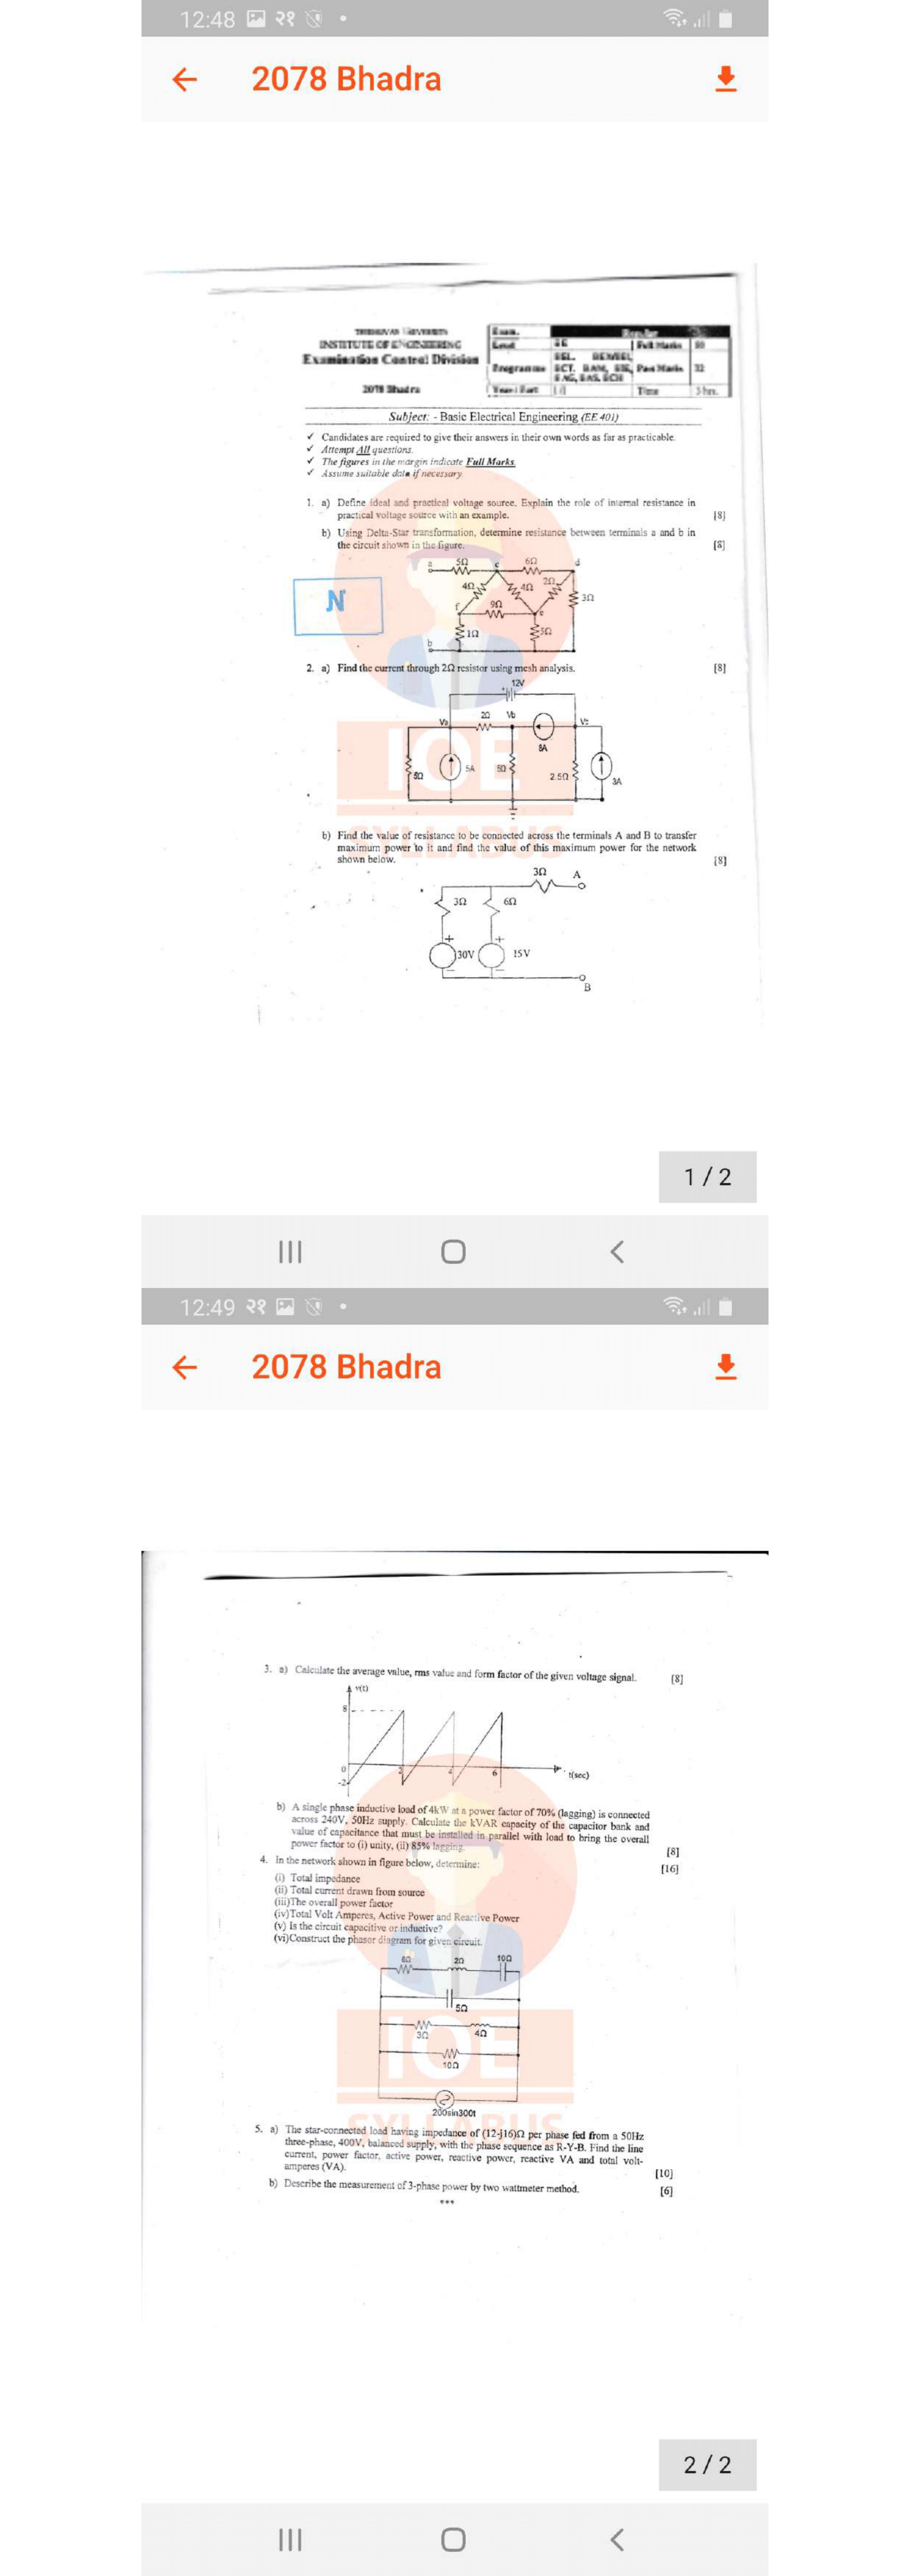 12:48 २१
2078 Bhadra
INSTITUTE OF ENGINEERING
Examination Control Division
2078 Bhadra
Exam. Regular
Level BE Full Marks 80
Programme Pass Marks 32
Year / Part I / I Time 3 hrs.
Subject: - Basic Electrical Engineering (EE 401)
✓ Candidates are required to give their answers in their own words as far as practicable.
✓ Attempt All questions.
✓ The figures in the margin indicate Full Marks.
✓ Assume suitable data if necessary.
1. a) Define ideal and practical voltage source. Explain the role of internal resistance in
practical voltage source with an example. [8]
b) Using Delta-Star transformation, determine resistance between terminals a and b in
the circuit shown in the figure. [8]
a 5Ω c 6Ω d
4Ω 4Ω 2Ω
3Ω
N
f 9Ω e
1Ω 3Ω
b
2. a) Find the current through 2Ω resistor using mesh analysis. [8]
12V
Va 2Ω Vb Vc
8A
5Ω 5A 5Ω 2.5Ω 3A
IOE
SYLLABUS
b) Find the value of resistance to be connected across the terminals A and B to transfer
maximum power to it and find the value of this maximum power for the network
shown below. [8]
3Ω A
3Ω 6Ω
30V 15V
B
1 / 2
12:49 २१
2078 Bhadra
3. a) Calculate the average value, rms value and form factor of the given voltage signal. [8]
v(t)
8
0 2 4 6 t(sec)
-2
b) A single phase inductive load of 4kW at a power factor of 70% (lagging) is connected
across 240V, 50Hz supply. Calculate the kVAR capacity of the capacitor bank and
value of capacitance that must be installed in parallel with load to bring the overall
power factor to (i) unity, (ii) 85% lagging. [8]
4. In the network shown in figure below, determine: [16]
(i) Total impedance
(ii) Total current drawn from source
(iii)The overall power factor
(iv)Total Volt Amperes, Active Power and Reactive Power
(v) Is the circuit capacitive or inductive?
(vi)Construct the phasor diagram for given circuit.
8Ω 2Ω 10Ω
5Ω
3Ω 4Ω
10Ω
200sin300t
IOE
SYLLABUS
5. a) The star-connected load having impedance of (12-j16)Ω per phase fed from a 50Hz
three-phase, 400V, balanced supply, with the phase sequence as R-Y-B. Find the line
current, power factor, active power, reactive power, reactive VA and total volt-
amperes (VA). [10]
b) Describe the measurement of 3-phase power by two wattmeter method. [6]
***
2 / 2